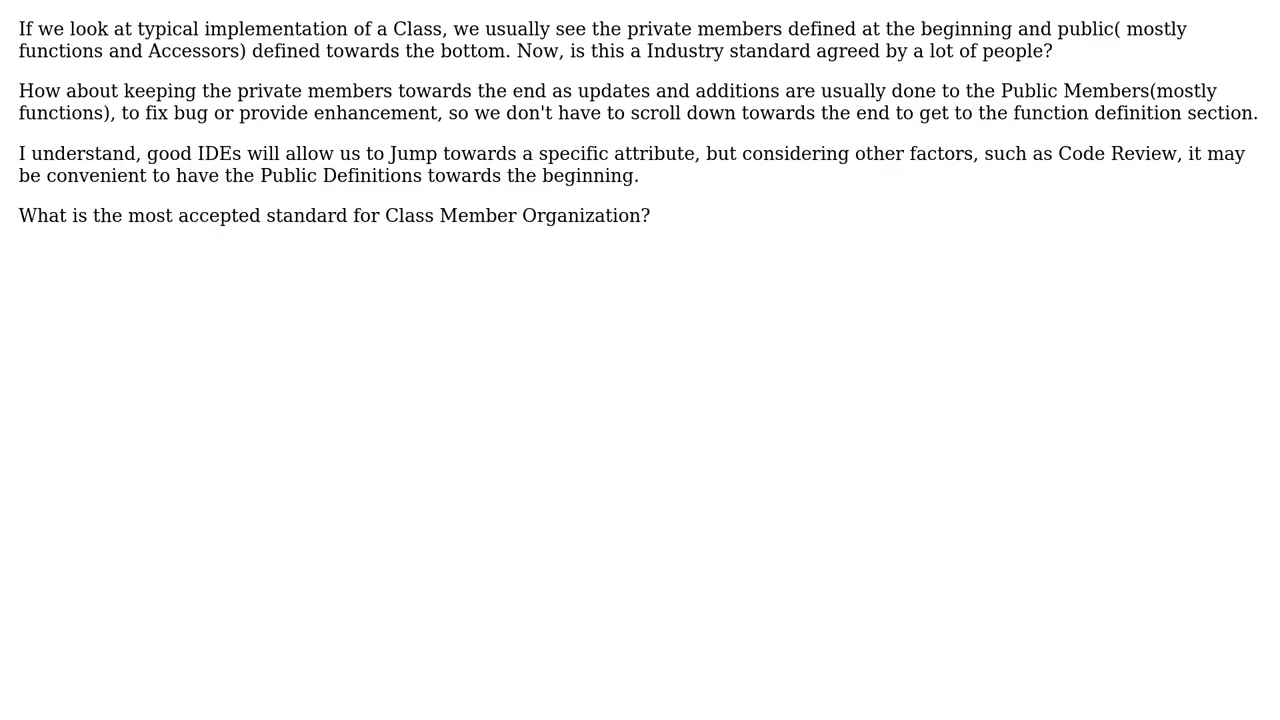 If we look at typical implementation of a Class, we usually see the private members defined at the beginning and public( mostly
functions and Accessors) defined towards the bottom. Now, is this a Industry standard agreed by a lot of people?
How about keeping the private members towards the end as updates and additions are usually done to the Public Members(mostly
functions), to fix bug or provide enhancement, so we don't have to scroll down towards the end to get to the function definition section.
I understand, good IDEs will allow us to Jump towards a specific attribute, but considering other factors, such as Code Review, it may
be convenient to have the Public Definitions towards the beginning.
What is the most accepted standard for Class Member Organization?